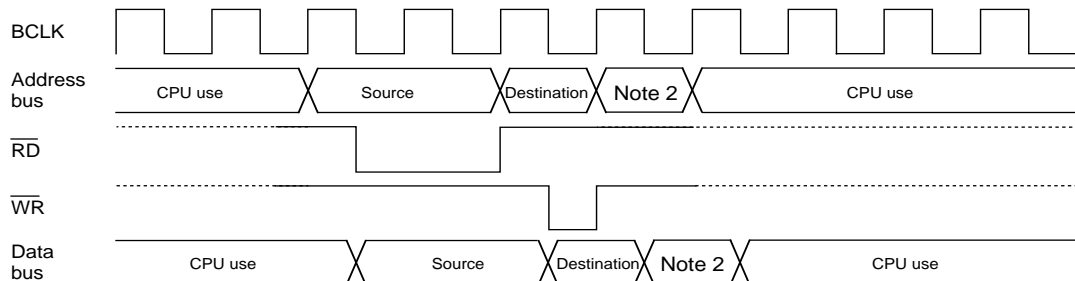 BCLK
Address
bus
CPU use Source Destination Note 2 CPU use
RD
WR
Data
bus
CPU use Source Destination Note 2 CPU use